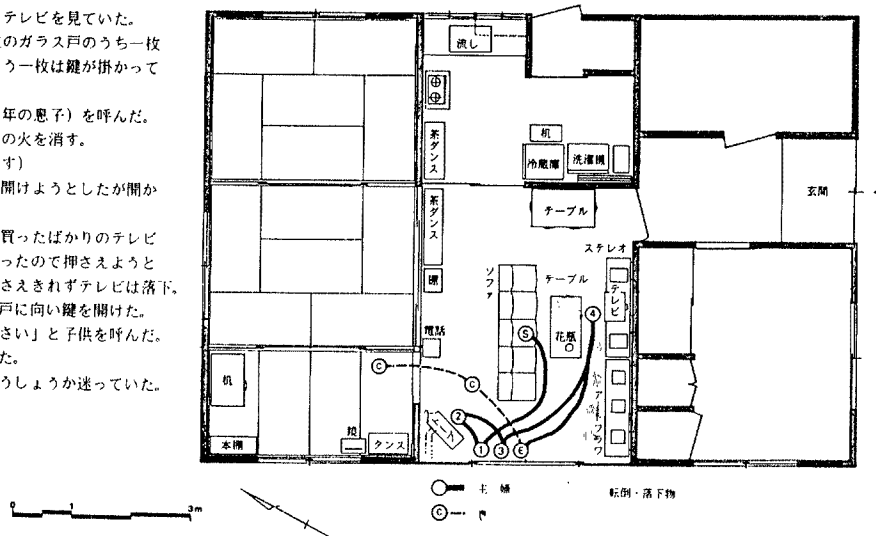 テレビを見ていた。
のガラス戸のうち一枚
う一枚は鍵が掛かって
年の息子）を呼んだ。
の火を消す。
す）
開けようとしたが開か
買ったばかりのテレビ
ったので押さえようと
さえきれずテレビは落下。
戸に向い鍵を開けた。
さい」と子供を呼んだ。
た。
うしょうか迷っていた。
流し
茶ダンス
机
冷蔵庫
洗濯機
玄関
茶ダンス
棚
テーブル
ステレオ
ソファ
テーブル
テレビ
花瓶
電話
S
4
C
C
机
2
1
3
E
本棚
鏡
タンス
0 1 3m
主婦
C
転倒・落下物